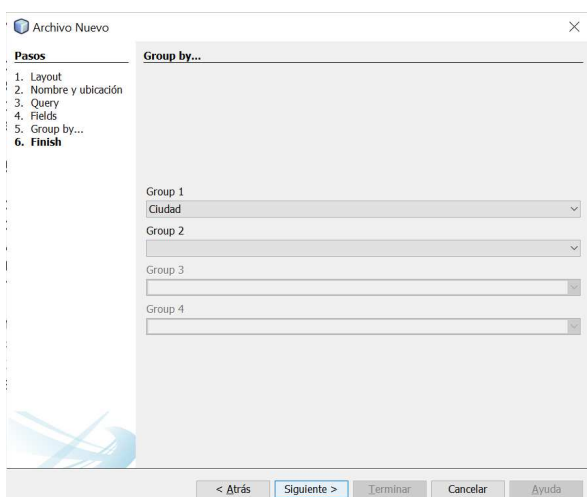 Archivo Nuevo
Pasos
1. Layout
2. Nombre y ubicación
3. Query
4. Fields
5. Group by...
6. Finish
Group by...
Group 1
Ciudad
Group 2
Group 3
Group 4
< Atrás
Siguiente >
Terminar
Cancelar
Ayuda